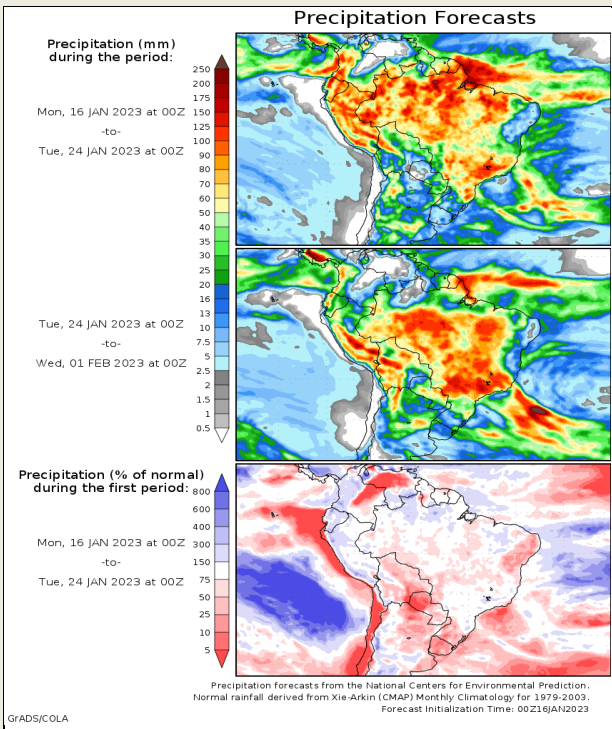 Precipitation Forecasts
Precipitation (mm)
during the period:
Mon, 16 JAN 2023 at 00Z
-to-
Tue, 24 JAN 2023 at 00Z
250
200
175
150
125
100
90
80
70
60
50
40
35
30
25
20
16
13
10
7.5
5
2.5
2
1.5
1
0.5
Tue, 24 JAN 2023 at 00Z
-to-
Wed, 01 FEB 2023 at 00Z
Precipitation (% of normal)
during the first period:
Mon, 16 JAN 2023 at 00Z
-to-
Tue, 24 JAN 2023 at 00Z
800
600
400
300
150
75
50
25
10
5
Precipitation forecasts from the National Centers for Environmental Prediction.
Normal rainfall derived from Xie-Arkin (CMAP) Monthly Climatology for 1979-2003.
Forecast Initialization Time: 00Z16JAN2023
GrADS/COLA